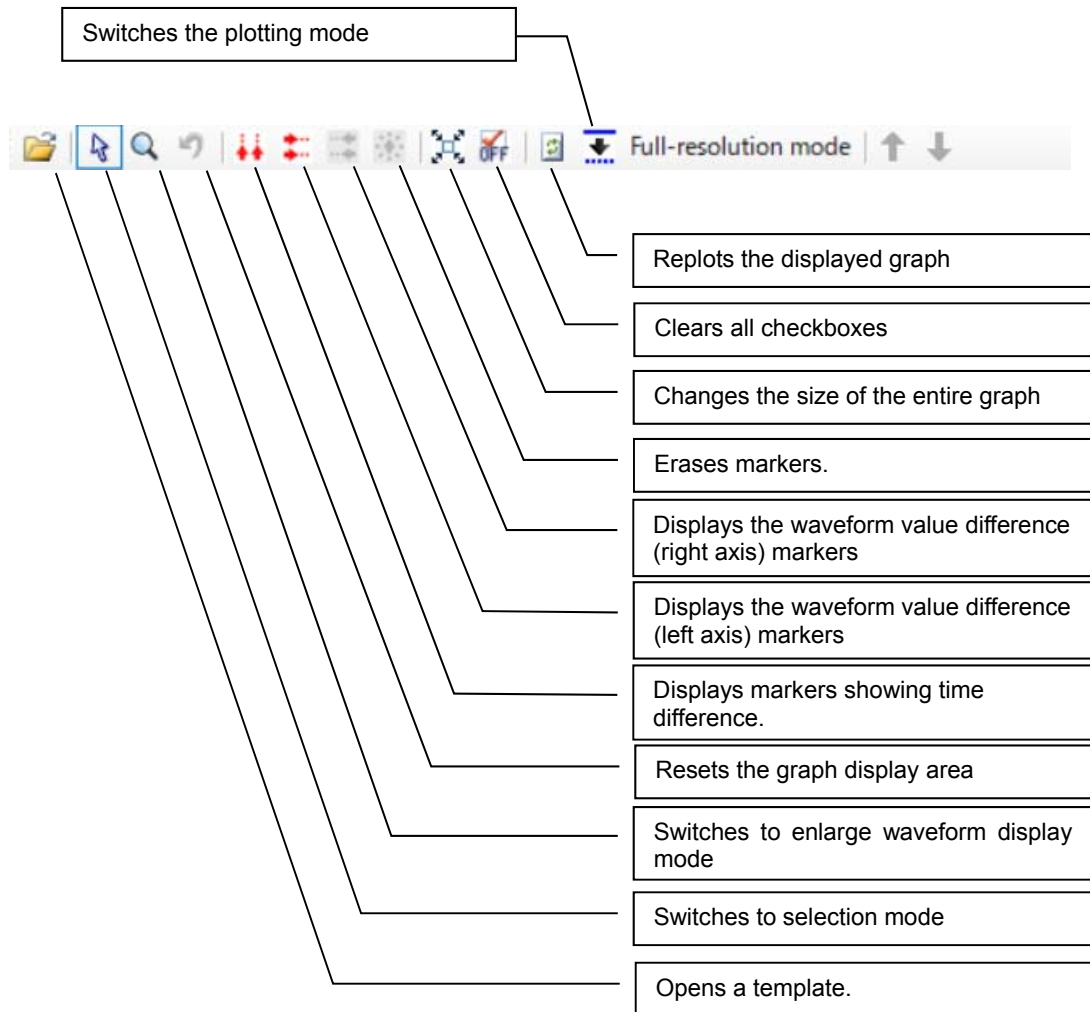 Switches the plotting mode
OFF
Full-resolution mode
Replots the displayed graph
Clears all checkboxes
Changes the size of the entire graph
Erases markers.
Displays the waveform value difference
(right axis) markers
Displays the waveform value difference
(left axis) markers
Displays markers showing time
difference.
Resets the graph display area
Switches to enlarge waveform display
mode
Switches to selection mode
Opens a template.